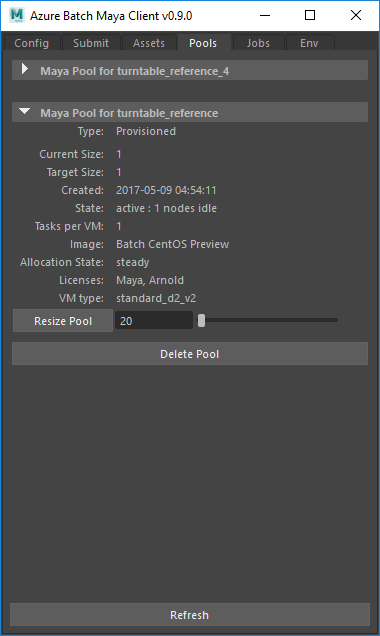 Azure Batch Maya Client v0.9.0
Config Submit Assets Pools Jobs Env
Maya Pool for turntable_reference_4
Maya Pool for turntable_reference
Type: Provisioned
Current Size: 1
Target Size: 1
Created: 2017-05-09 04:54:11
State: active : 1 nodes idle
Tasks per VM: 1
Image: Batch CentOS Preview
Allocation State: steady
Licenses: Maya, Arnold
VM type: standard_d2_v2
Resize Pool 20
Delete Pool
Refresh